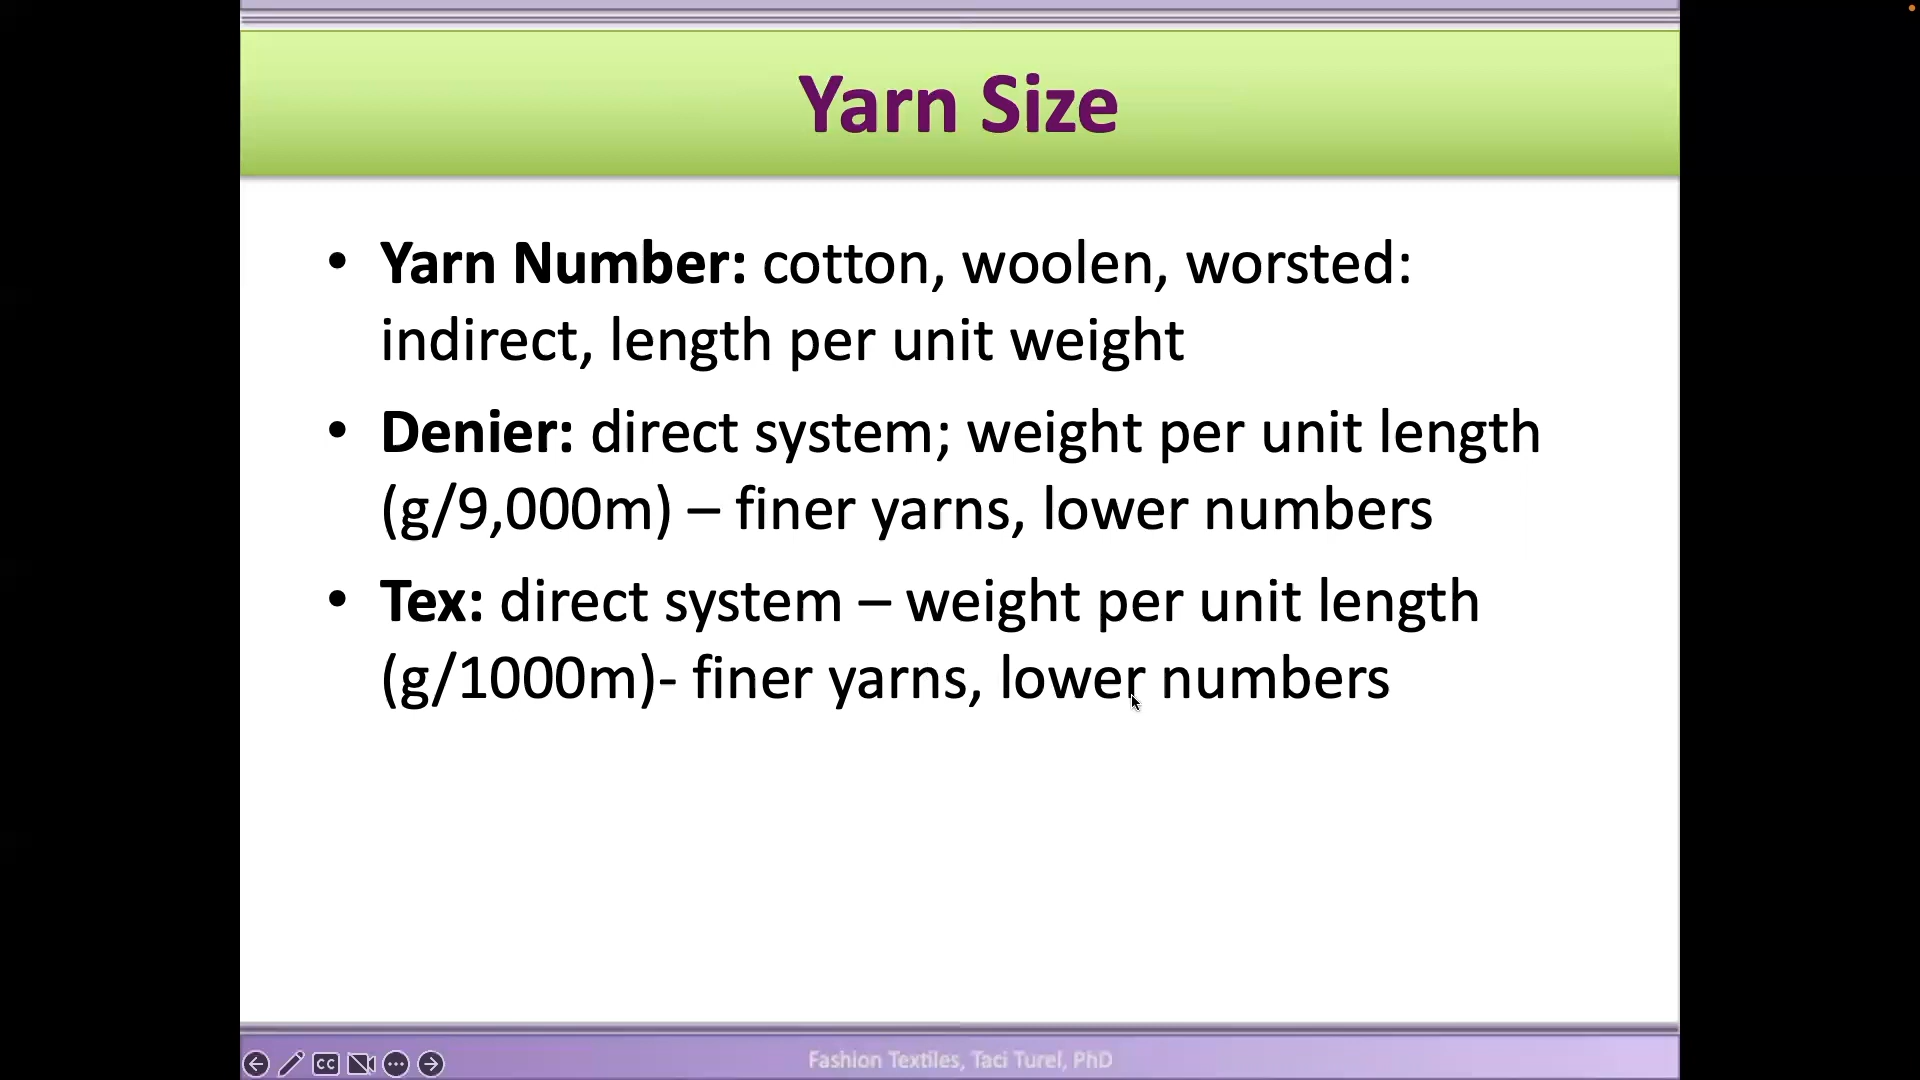 Yarn Size
• Yarn Number: cotton, woolen, worsted:
indirect, length per unit weight
• Denier: direct system; weight per unit length
(g/9,000m) – finer yarns, lower numbers
• Tex: direct system – weight per unit length
(g/1000m)- finer yarns, lower numbers
CC
Fashion Textiles, Taci Turel, PhD